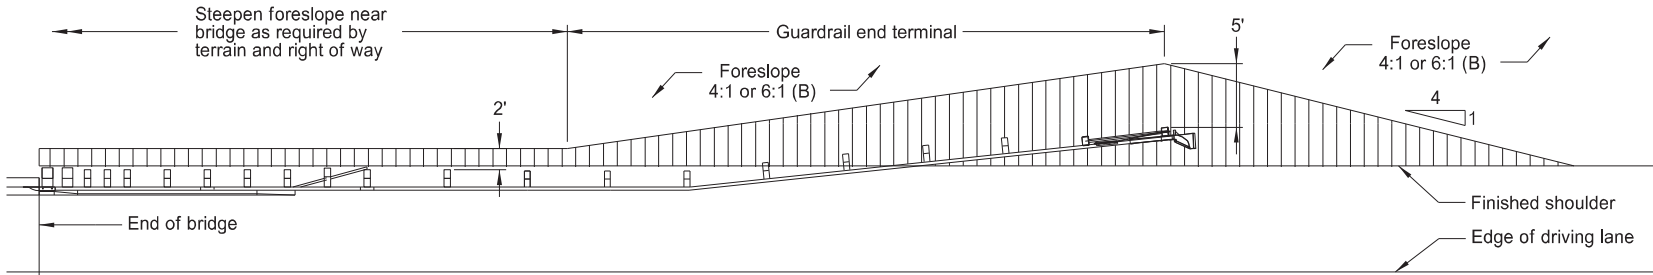 Steepen foreslope near
bridge as required by
terrain and right of way
Guardrail end terminal
5'
Foreslope
4:1 or 6:1 (B)
Foreslope
4:1 or 6:1 (B)
2'
4
1
End of bridge
Finished shoulder
Edge of driving lane